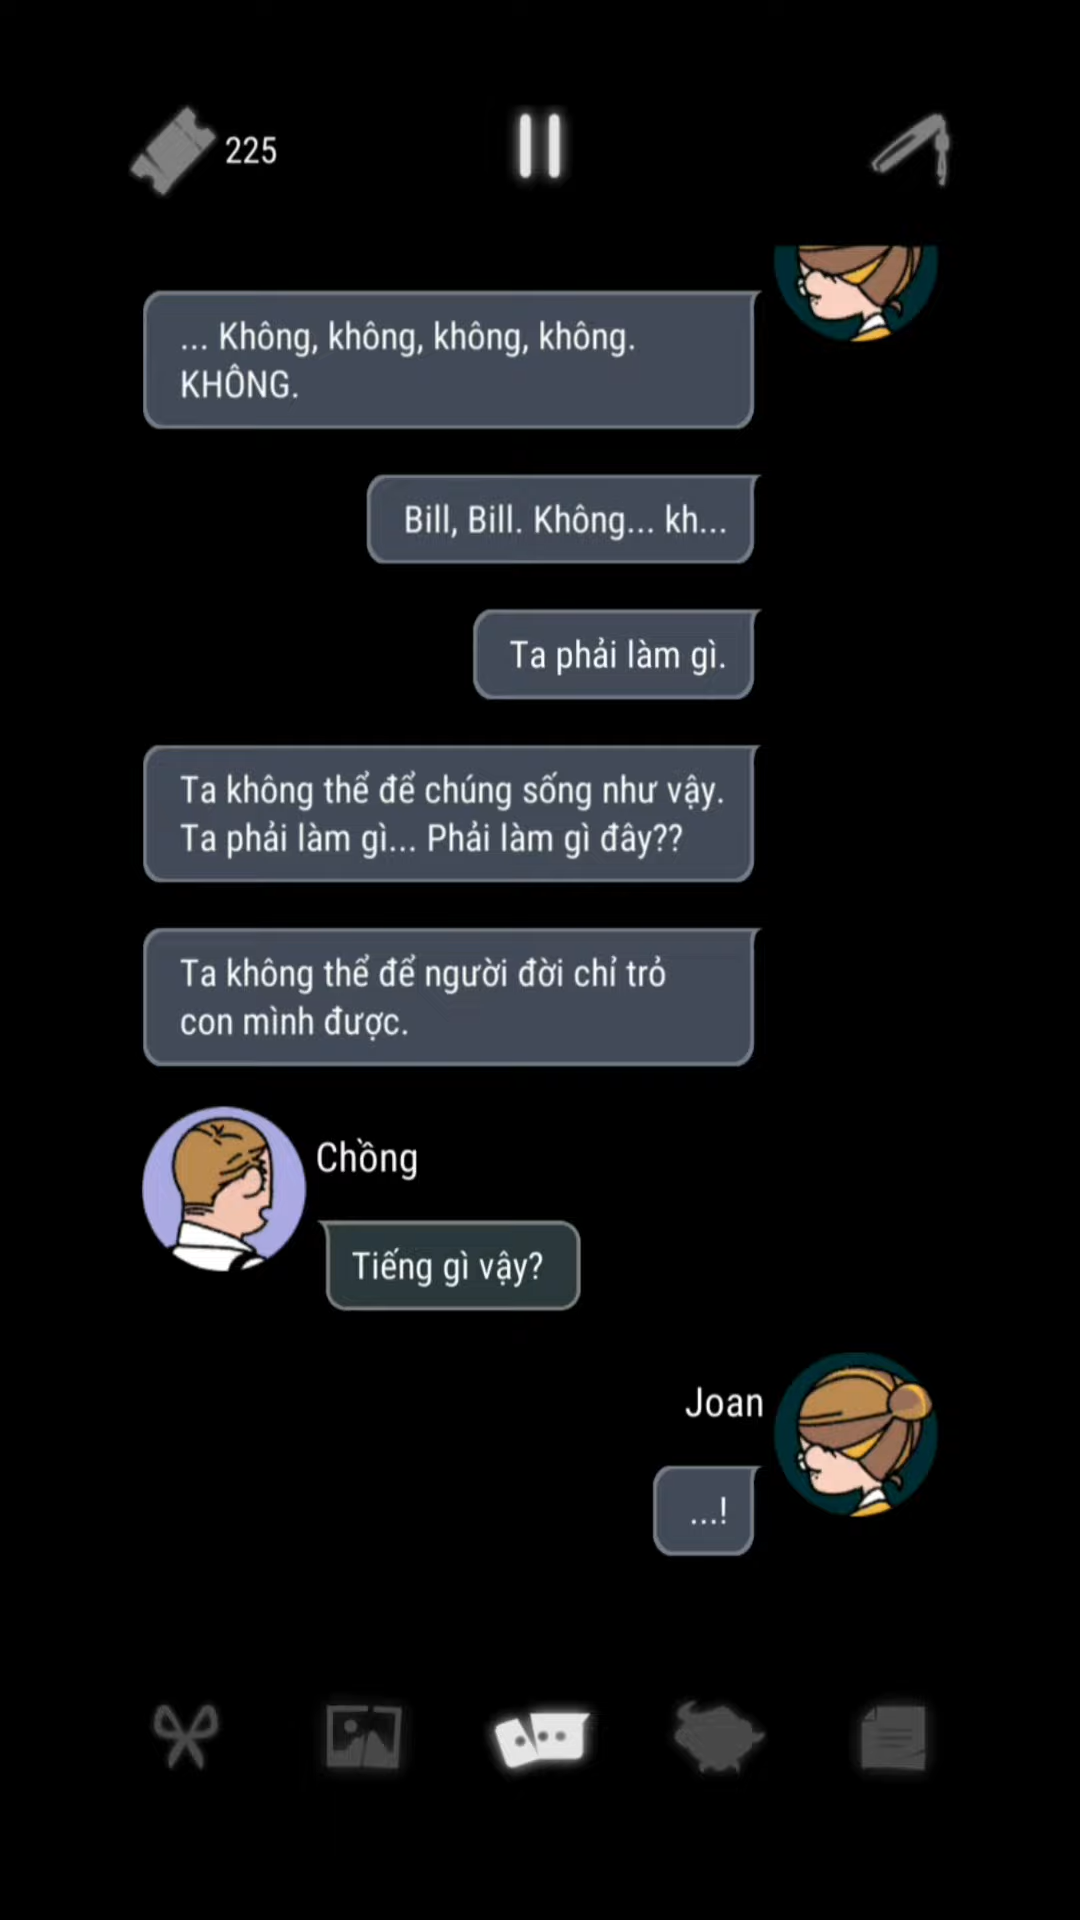 225
... Không, không, không, không.
KHÔNG.
Bill, Bill. Không... kh...
Ta phải làm gì.
Ta không thể để chúng sống như vậy.
Ta phải làm gì... Phải làm gì đây??
Ta không thể để người đời chỉ trỏ
con mình được.
Chồng
Tiếng gì vậy?
Joan
...!